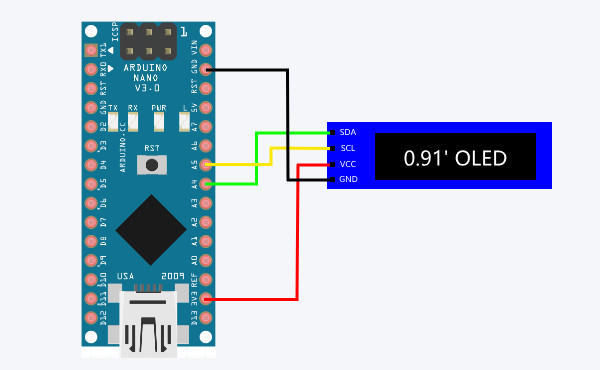 ICSP
1
TX1
RX0
RST
GND
D2
D3
D4
D5
D6
D7
D8
D9
D10
D11
D12
ARDUINO
NANO
V3.0
TX RX PWR L
ARDUINO.CC
RST
USA 2009
VIN
GND
RST
5V
A7
A6
A5
A4
A3
A2
A1
A0
REF
3V3
D13
SDA
SCL
VCC
GND
0.91' OLED